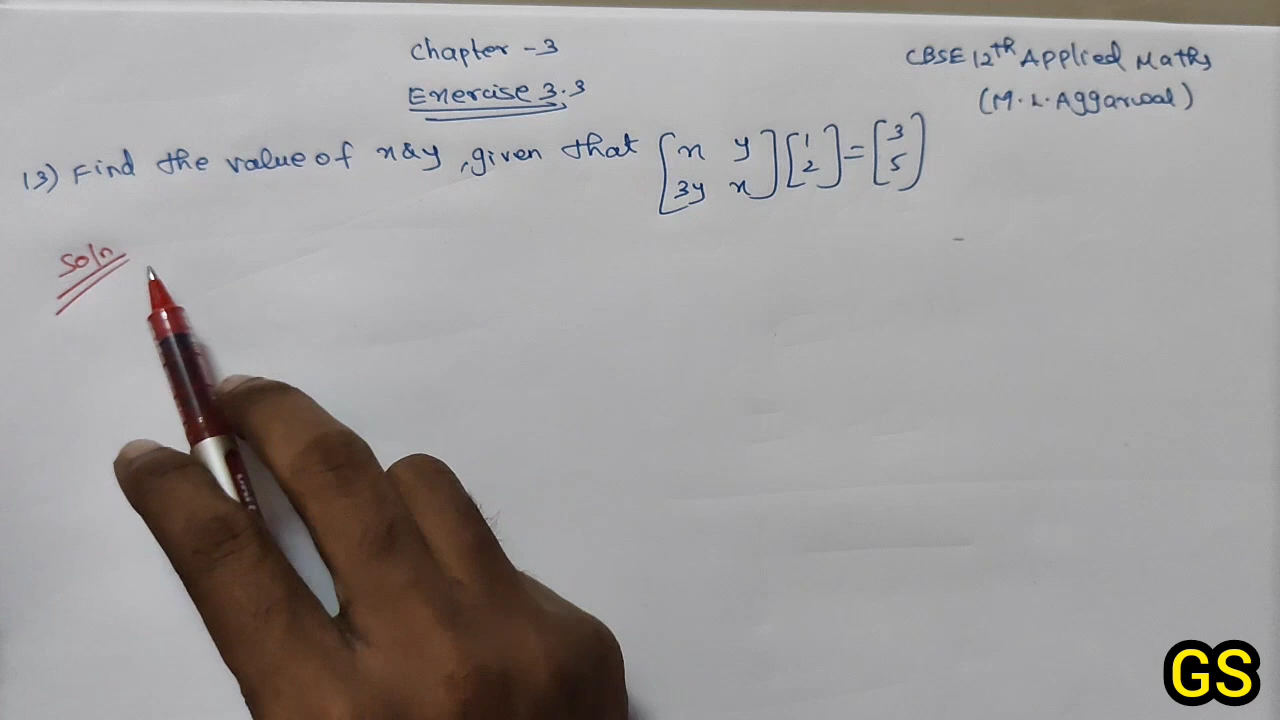 Chapter - 3
CBSE 12th Applied Maths
Exercise 3.3
(M. L. Aggarwal)
13) Find the value of x & y, given that [x y; 3y x] [1; 2] = [3; 5]
Soln
uni
GS